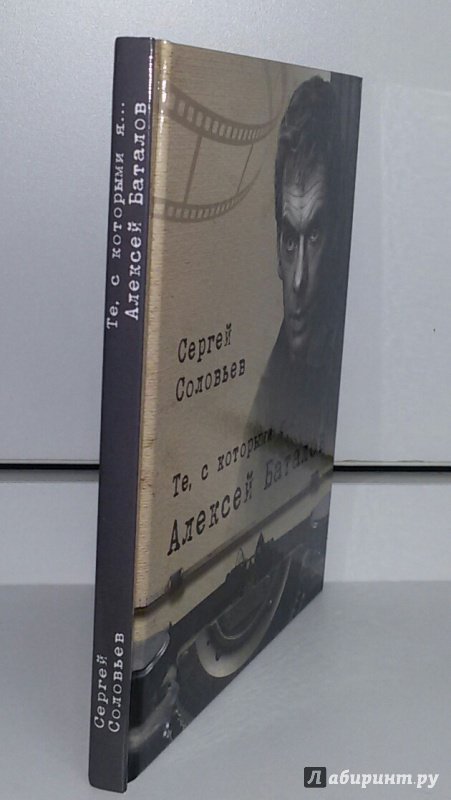 Те, с которыми я...
Алексей Баталов
Сергей
Соловьев
Сергей
Соловьев
Те, с которыми я...
Алексей Баталов
Лабиринт.ру